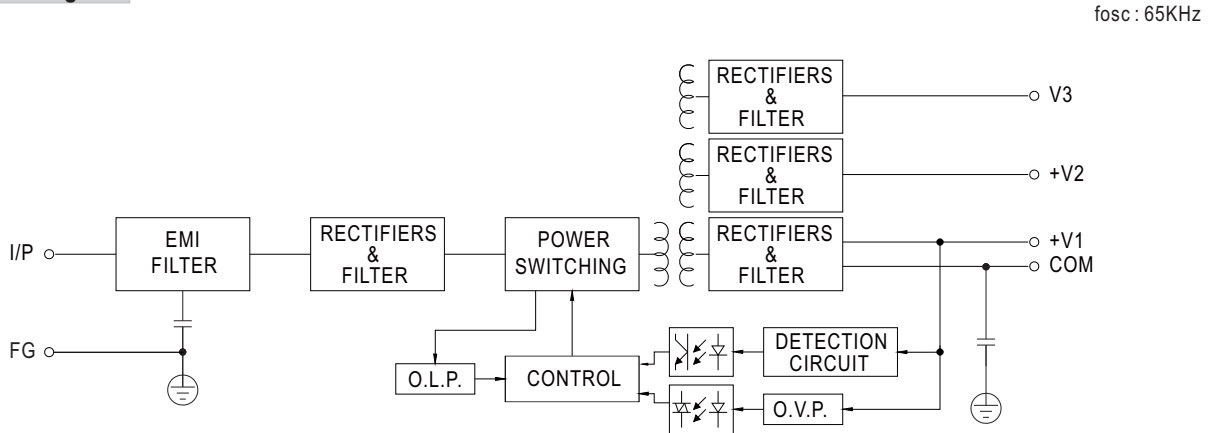 fosc : 65KHz
RECTIFIERS
&
FILTER
V3
RECTIFIERS
&
FILTER
+V2
I/P
EMI
FILTER
RECTIFIERS
&
FILTER
POWER
SWITCHING
RECTIFIERS
&
FILTER
+V1
COM
FG
O.L.P.
CONTROL
DETECTION
CIRCUIT
O.V.P.